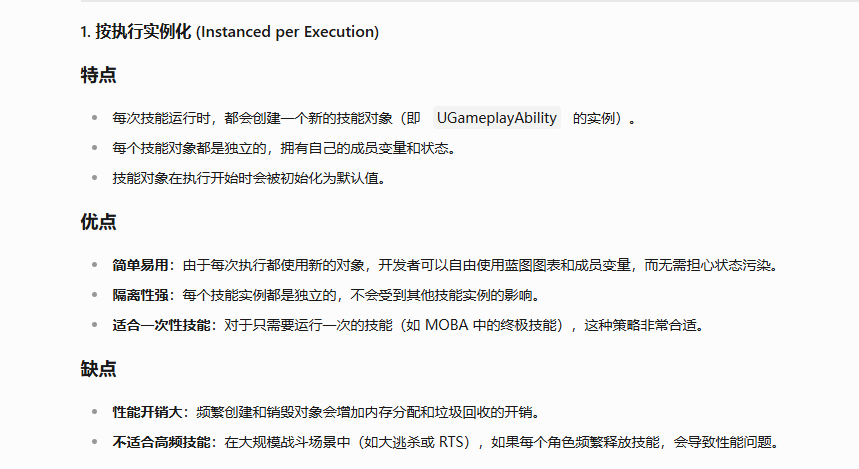 1. 按执行实例化 (Instanced per Execution)
特点
每次技能运行时，都会创建一个新的技能对象（即 UGameplayAbility 的实例）。
每个技能对象都是独立的，拥有自己的成员变量和状态。
技能对象在执行开始时会被初始化为默认值。
优点
简单易用：由于每次执行都使用新的对象，开发者可以自由使用蓝图图表和成员变量，而无需担心状态污染。
隔离性强：每个技能实例都是独立的，不会受到其他技能实例的影响。
适合一次性技能：对于只需要运行一次的技能（如 MOBA 中的终极技能），这种策略非常合适。
缺点
性能开销大：频繁创建和销毁对象会增加内存分配和垃圾回收的开销。
不适合高频技能：在大规模战斗场景中（如大逃杀或 RTS），如果每个角色频繁释放技能，会导致性能问题。